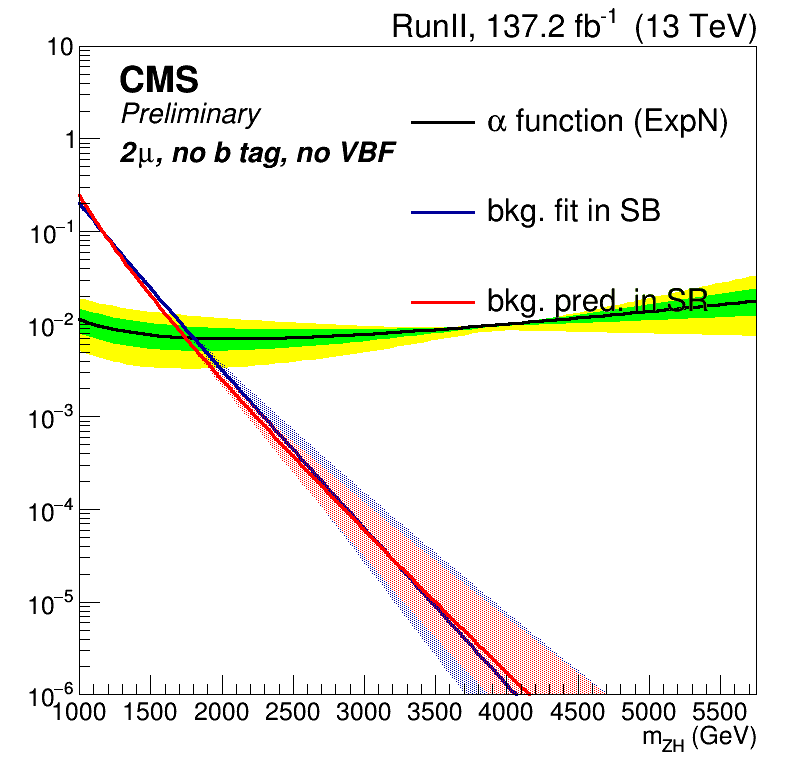 RunII, 137.2 fb⁻¹ (13 TeV)
CMS
Preliminary
2μ, no b tag, no VBF
α function (ExpN)
bkg. fit in SB
bkg. pred. in SR
10
1
10⁻¹
10⁻²
10⁻³
10⁻⁴
10⁻⁵
10⁻⁶
1000 1500 2000 2500 3000 3500 4000 4500 5000 5500
m_ZH (GeV)